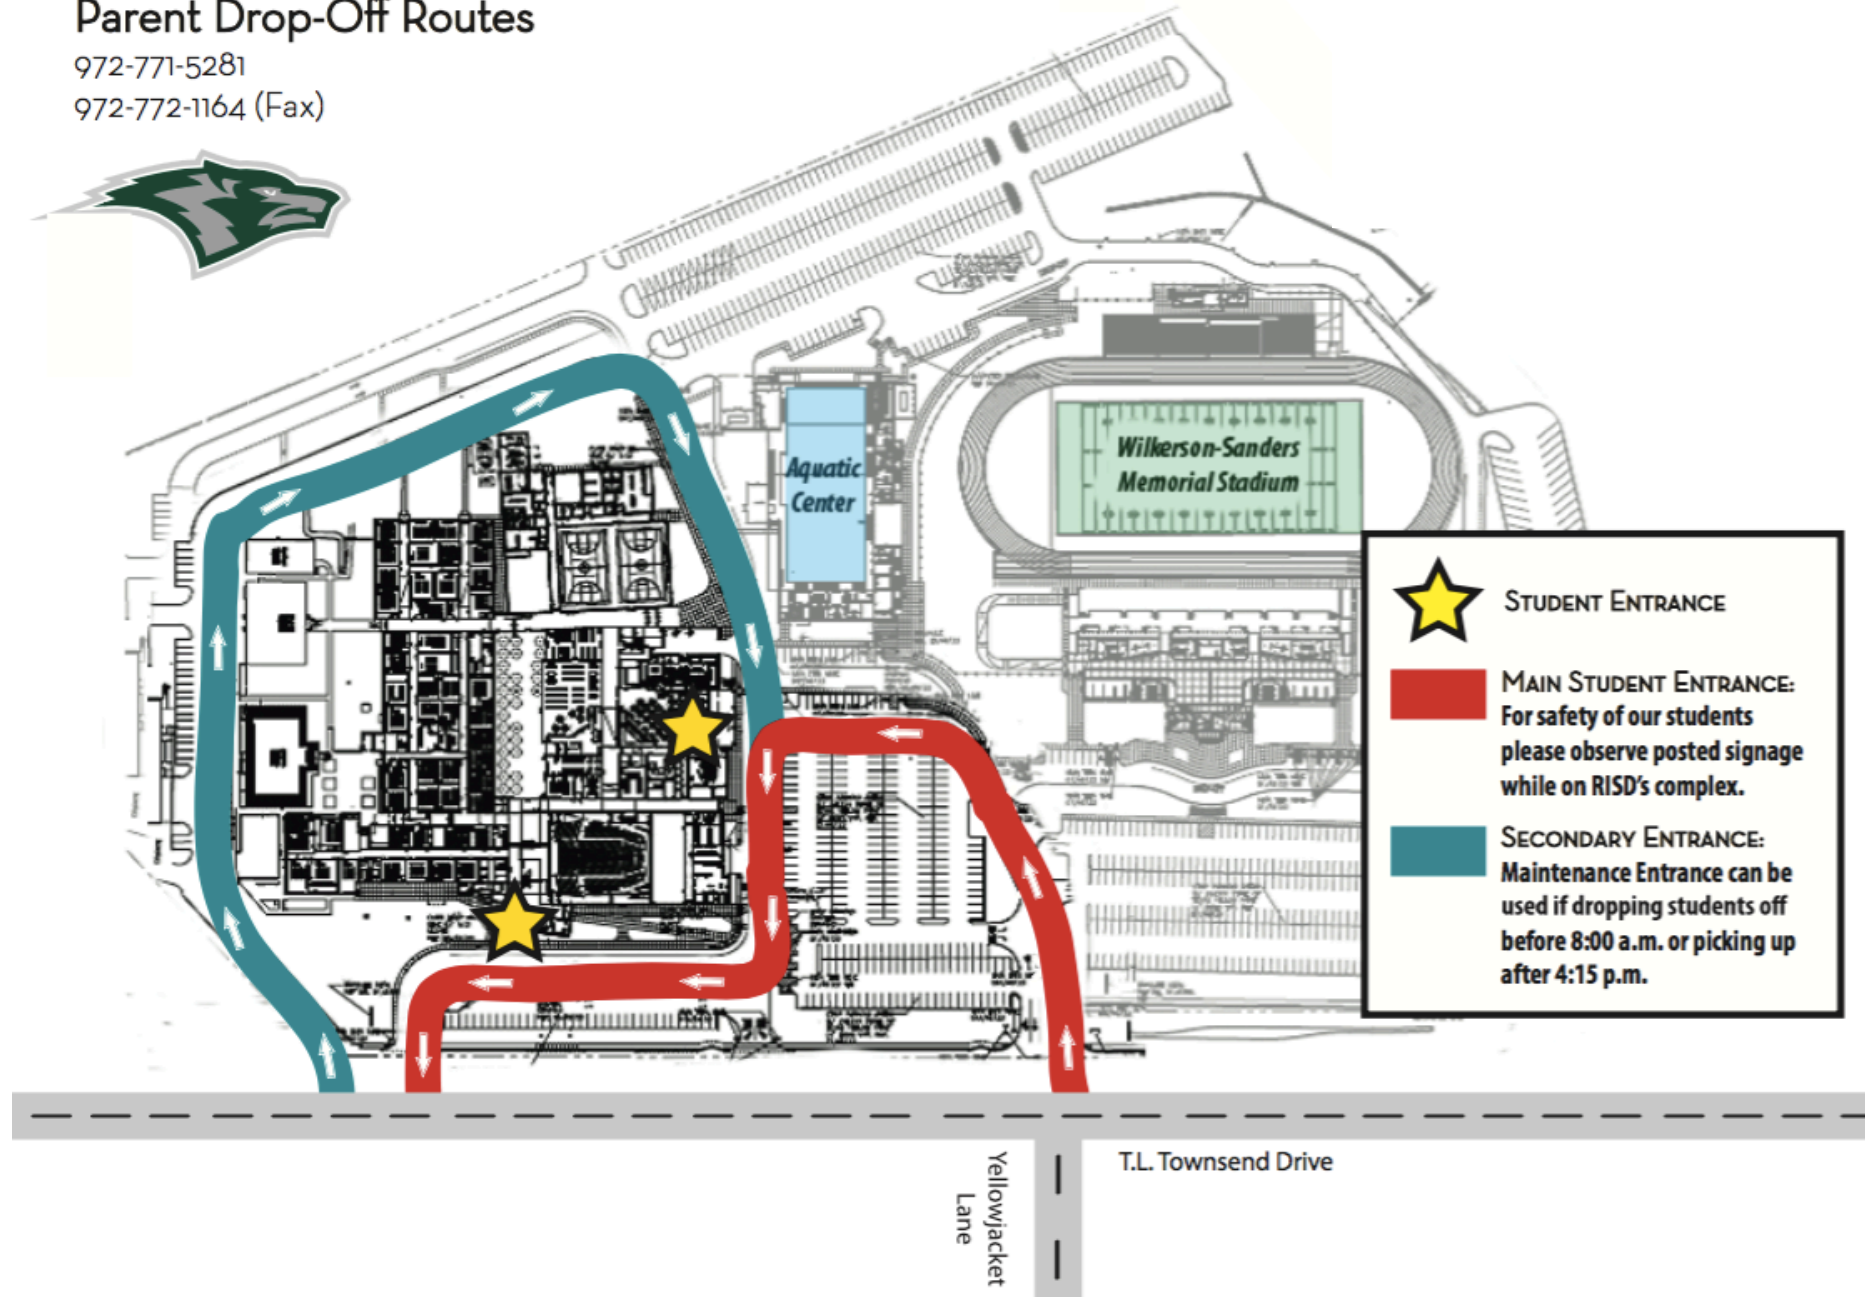 Parent Drop-Off Routes
972-771-5281
972-772-1164 (Fax)
Aquatic
Center
Wilkerson-Sanders
Memorial Stadium
STUDENT ENTRANCE
MAIN STUDENT ENTRANCE:
For safety of our students
please observe posted signage
while on RISD's complex.
SECONDARY ENTRANCE:
Maintenance Entrance can be
used if dropping students off
before 8:00 a.m. or picking up
after 4:15 p.m.
T.L. Townsend Drive
Yellowjacket
Lane